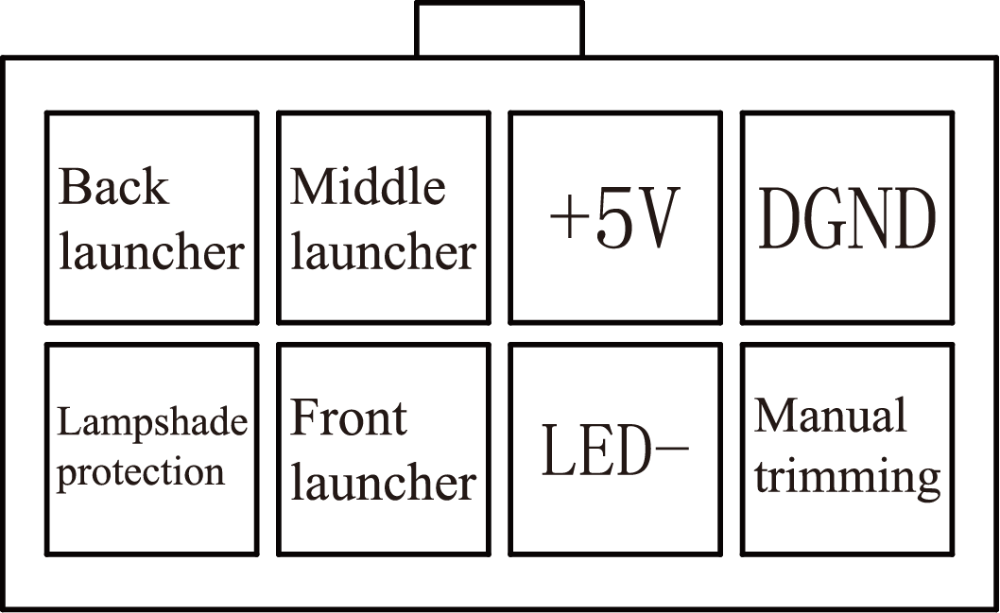 Back
launcher
Middle
launcher
+5V
DGND
Lampshade
protection
Front
launcher
LED-
Manual
trimming